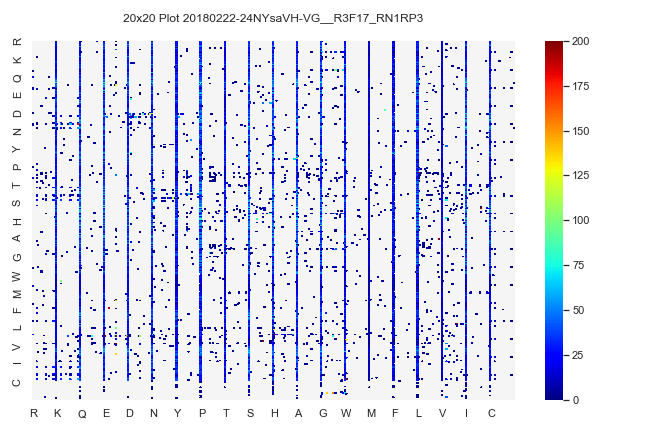 20x20 Plot 20180222-24NYsaVH-VG__R3F17_RN1RP3
R
K
Q
E
D
N
Y
P
T
S
H
A
G
W
M
F
L
V
I
C
200
175
150
125
100
75
50
25
0
R K Q E D N Y P T S H A G W M F L V I C